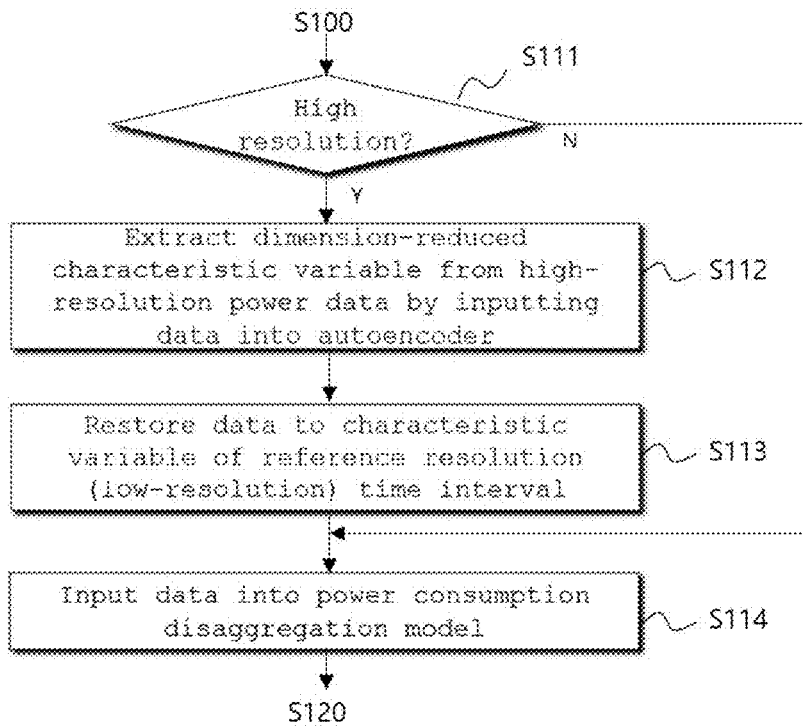 S100
S111
High
resolution?
N
Y
Extract dimension-reduced
characteristic variable from high-
resolution power data by inputting
data into autoencoder
S112
Restore data to characteristic
variable of reference resolution
(low-resolution) time interval
S113
Input data into power consumption
disaggregation model
S114
S120